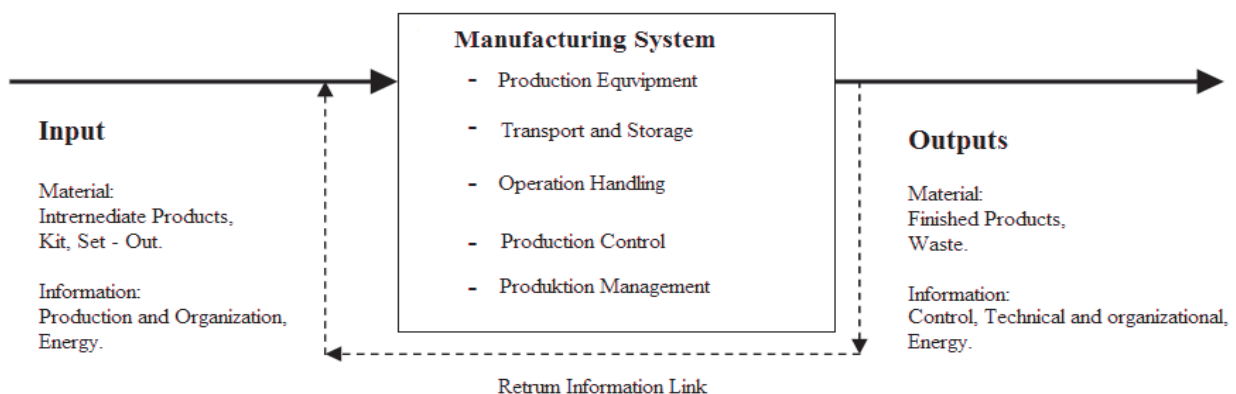 Manufacturing System
- Production Equvipment
- Transport and Storage
- Operation Handling
- Production Control
- Produktion Management
Input
Material:
Intrernediate Products,
Kit, Set - Out.
Information:
Production and Organization,
Energy.
Outputs
Material:
Finished Products,
Waste.
Information:
Control, Technical and organizational,
Energy.
Retrum Information Link